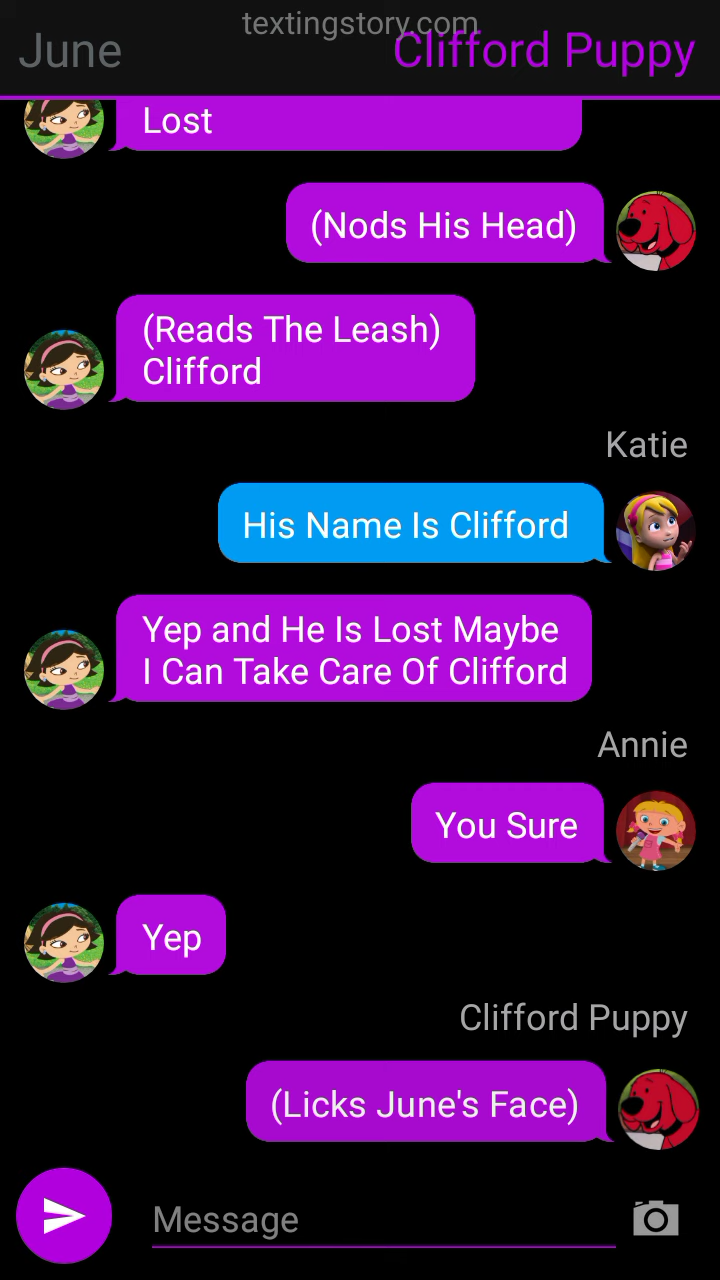 textingstory.com
June
Clifford Puppy
Lost
(Nods His Head)
(Reads The Leash)
Clifford
Katie
His Name Is Clifford
Yep and He Is Lost Maybe
I Can Take Care Of Clifford
Annie
You Sure
Yep
Clifford Puppy
(Licks June's Face)
Message